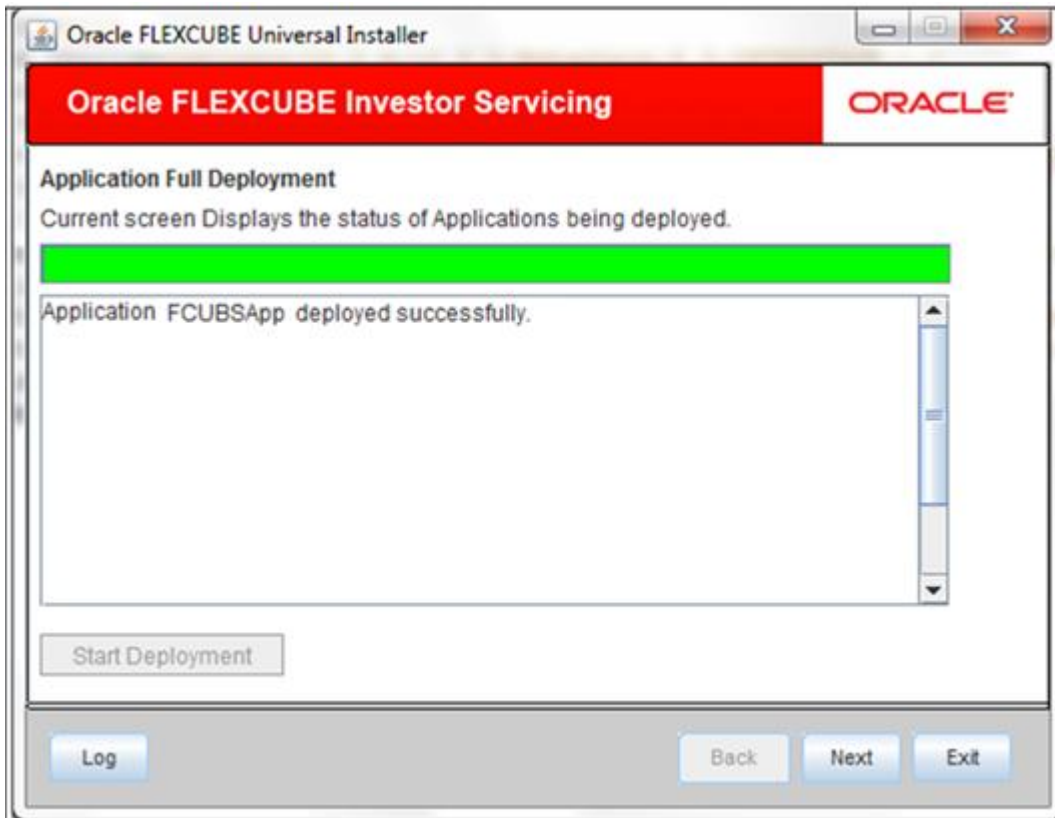 Oracle FLEXCUBE Universal Installer
Oracle FLEXCUBE Investor Servicing
ORACLE
Application Full Deployment
Current screen Displays the status of Applications being deployed.
Application FCUBSApp deployed successfully.
Start Deployment
Log
Back
Next
Exit